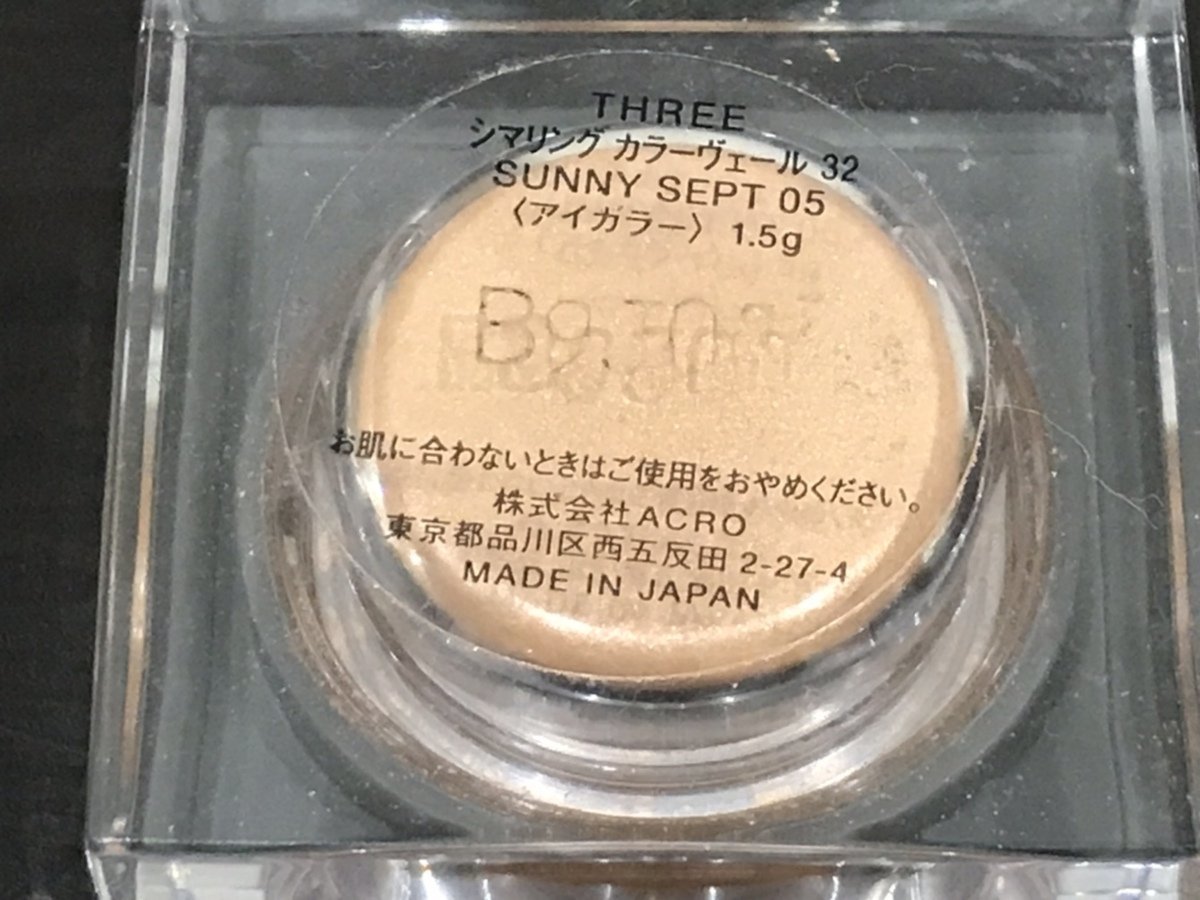 THREE
シマリング カラーヴェール 32
SUNNY SEPT 05
〈アイカラー〉 1.5g
お肌に合わないときはご使用をおやめください。
株式会社ACRO
東京都品川区西五反田 2-27-4
MADE IN JAPAN